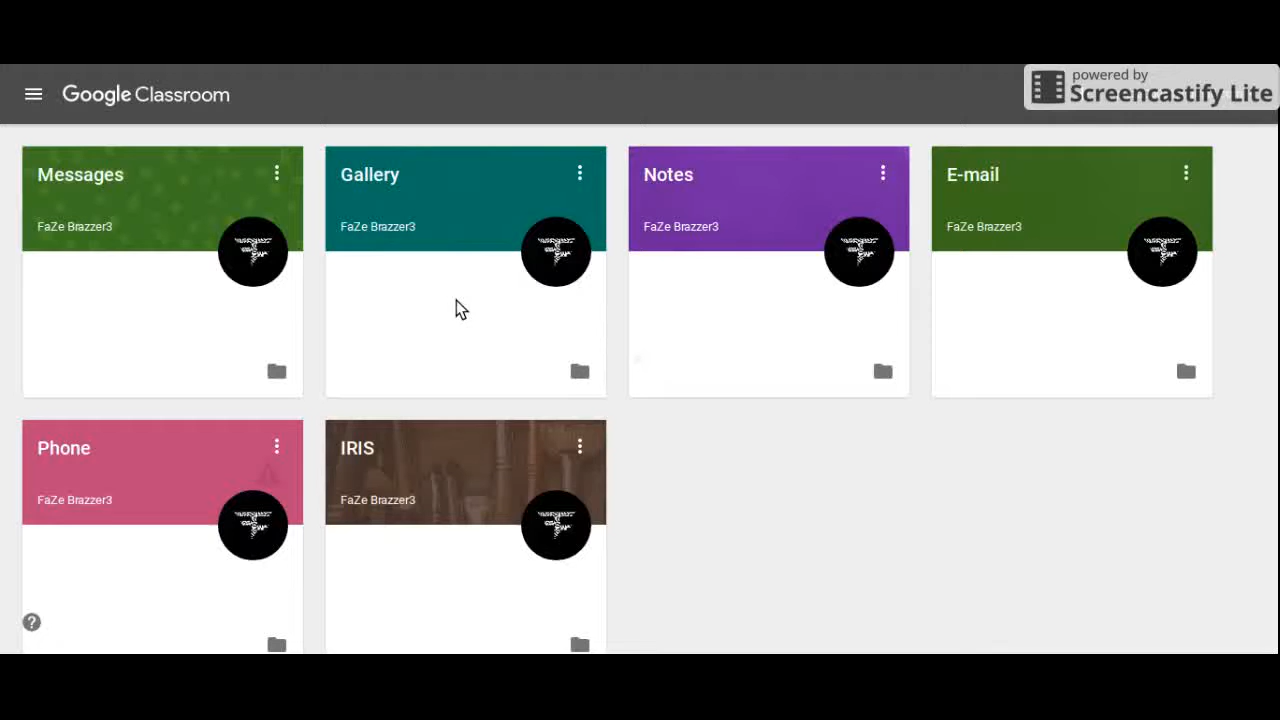 powered by
Screencastify Lite
Google Classroom
Messages
FaZe Brazzer3
Gallery
FaZe Brazzer3
Notes
FaZe Brazzer3
E-mail
FaZe Brazzer3
Phone
FaZe Brazzer3
IRIS
FaZe Brazzer3
?